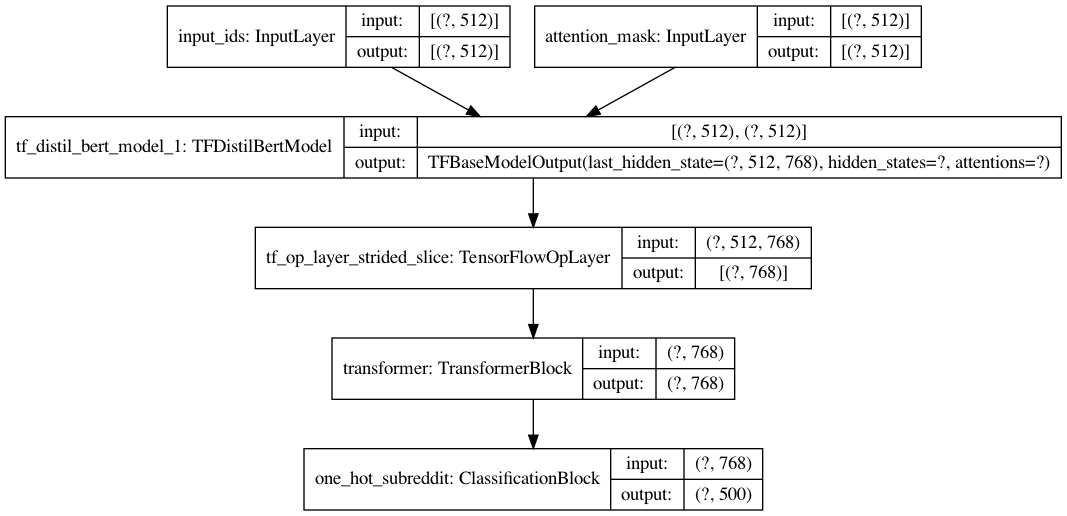 input_ids: InputLayer
input: [(?, 512)]
output: [(?, 512)]
attention_mask: InputLayer
input: [(?, 512)]
output: [(?, 512)]
tf_distil_bert_model_1: TFDistilBertModel
input: [(?, 512), (?, 512)]
output: TFBaseModelOutput(last_hidden_state=(?, 512, 768), hidden_states=?, attentions=?)
tf_op_layer_strided_slice: TensorFlowOpLayer
input: (?, 512, 768)
output: [(?, 768)]
transformer: TransformerBlock
input: (?, 768)
output: (?, 768)
one_hot_subreddit: ClassificationBlock
input: (?, 768)
output: (?, 500)